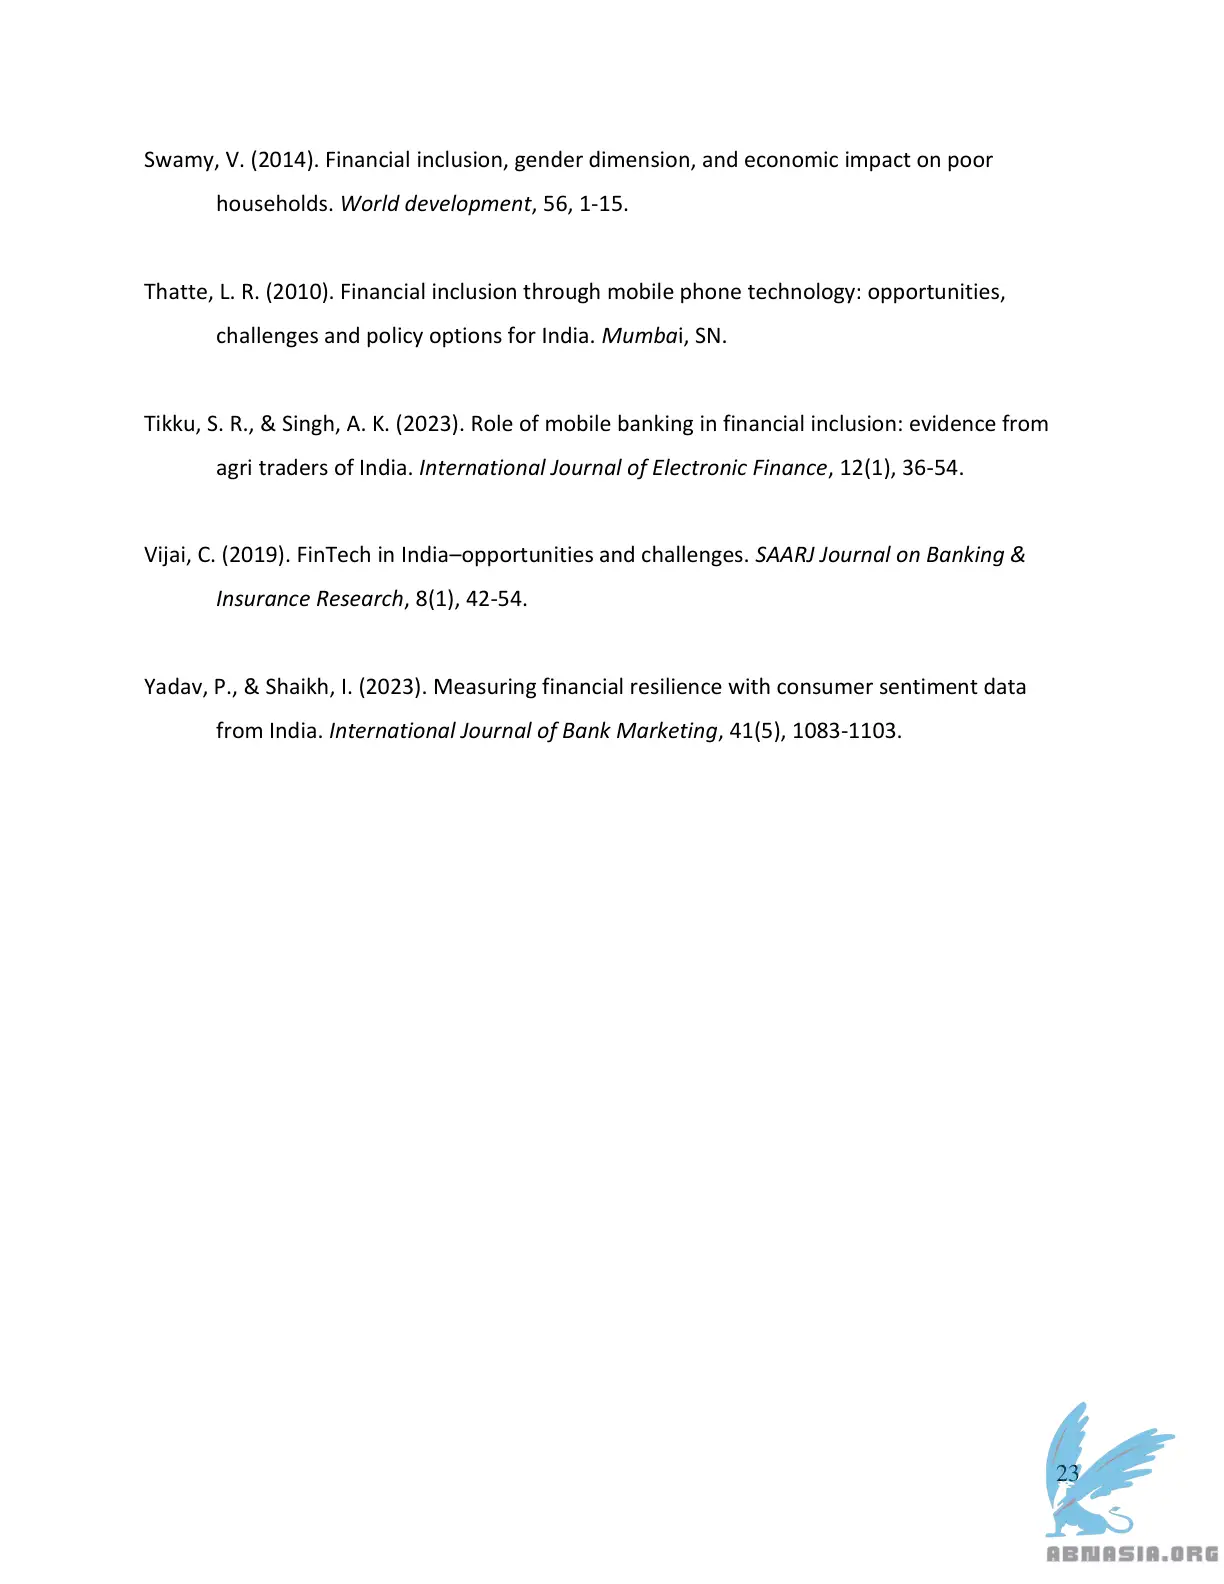 Swamy, V. (2014). Financial inclusion, gender dimension, and economic impact on poor
households. World development, 56, 1-15.
Thatte, L. R. (2010). Financial inclusion through mobile phone technology: opportunities,
challenges and policy options for India. Mumbai, SN.
Tikku, S. R., & Singh, A. K. (2023). Role of mobile banking in financial inclusion: evidence from
agri traders of India. International Journal of Electronic Finance, 12(1), 36-54.
Vijai, C. (2019). FinTech in India–opportunities and challenges. SAARJ Journal on Banking &
Insurance Research, 8(1), 42-54.
Yadav, P., & Shaikh, I. (2023). Measuring financial resilience with consumer sentiment data
from India. International Journal of Bank Marketing, 41(5), 1083-1103.
23
ABNASIA.ORG